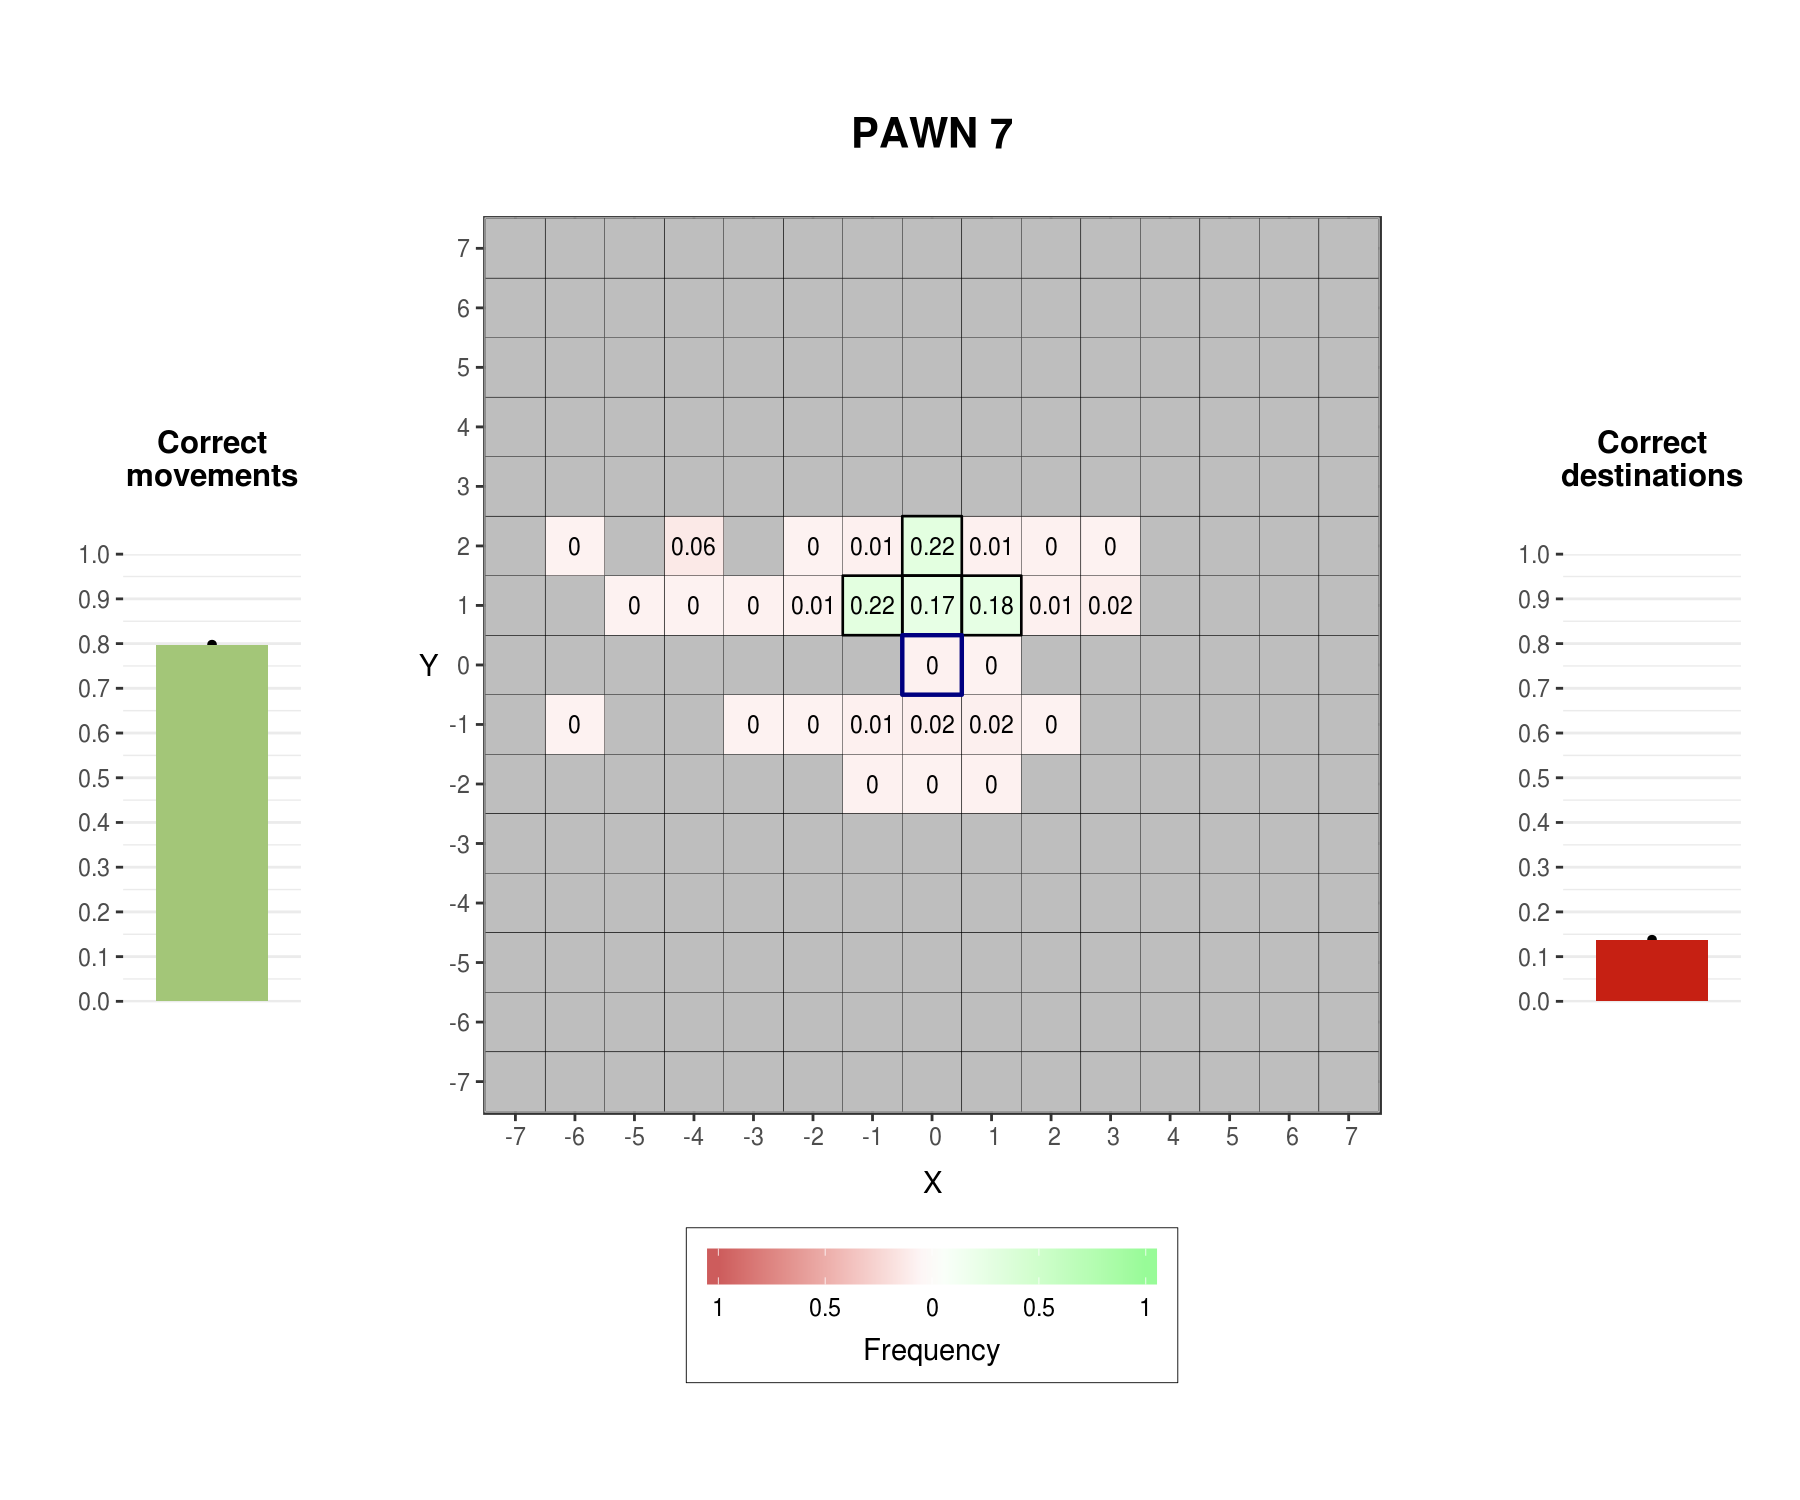 PAWN 7
Correct
movements
1.0
0.9
0.8
0.7
0.6
0.5
0.4
0.3
0.2
0.1
0.0
Y
7
6
5
4
3
2 0 0.06 0 0.01 0.22 0.01 0 0
1 0 0 0 0.01 0.22 0.17 0.18 0.01 0.02
0 0 0
-1 0 0 0 0.01 0.02 0.02 0
-2 0 0 0
-3
-4
-5
-6
-7
-7 -6 -5 -4 -3 -2 -1 0 1 2 3 4 5 6 7
X
1 0.5 0 0.5 1
Frequency
Correct
destinations
1.0
0.9
0.8
0.7
0.6
0.5
0.4
0.3
0.2
0.1
0.0